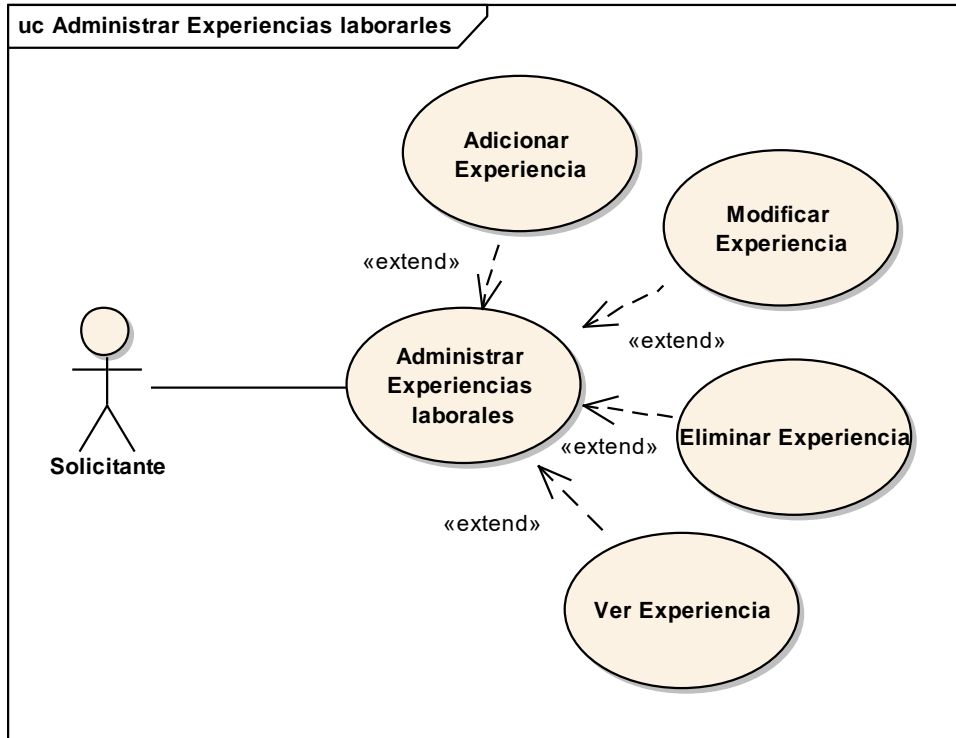 uc Administrar Experiencias laborarles
Adicionar
Experiencia
Modificar
Experiencia
«extend»
«extend»
Administrar
Experiencias
laborales
Eliminar Experiencia
«extend»
Solicitante
«extend»
Ver Experiencia